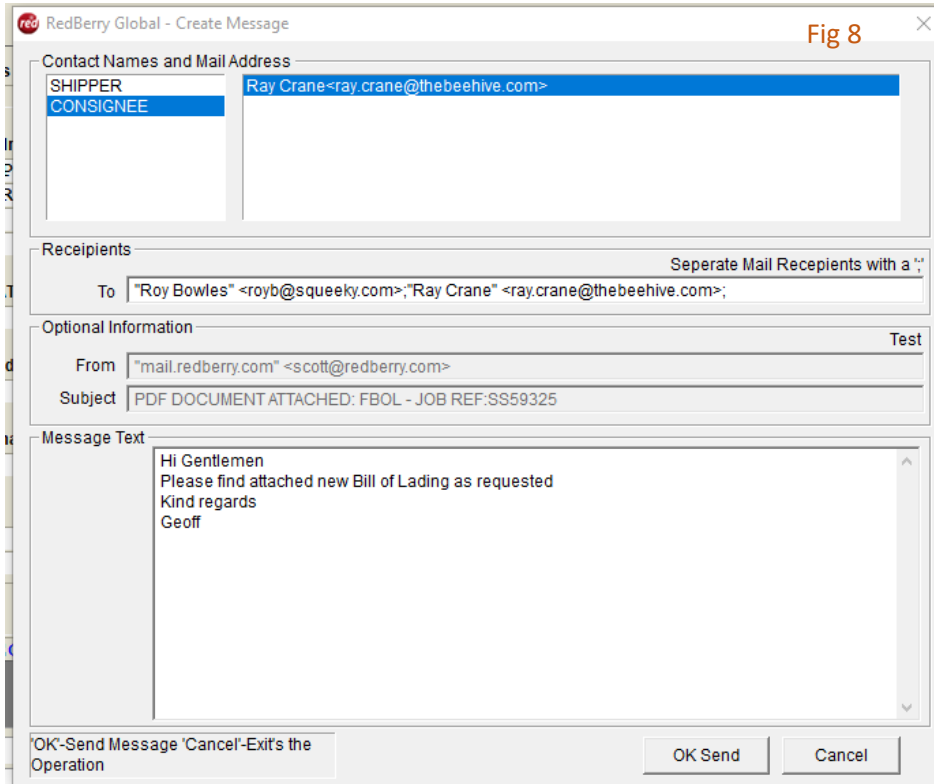 red RedBerry Global - Create Message
Fig 8
Contact Names and Mail Address
SHIPPER
CONSIGNEE
Ray Crane<ray.crane@thebeehive.com>
Receipients
Seperate Mail Recepients with a ';'
To "Roy Bowles" <royb@squeeky.com>;"Ray Crane" <ray.crane@thebeehive.com>;
Optional Information
Test
From "mail.redberry.com" <scott@redberry.com>
Subject PDF DOCUMENT ATTACHED: FBOL - JOB REF:SS59325
Message Text
Hi Gentlemen
Please find attached new Bill of Lading as requested
Kind regards
Geoff
'OK'-Send Message 'Cancel'-Exit's the
Operation
OK Send
Cancel